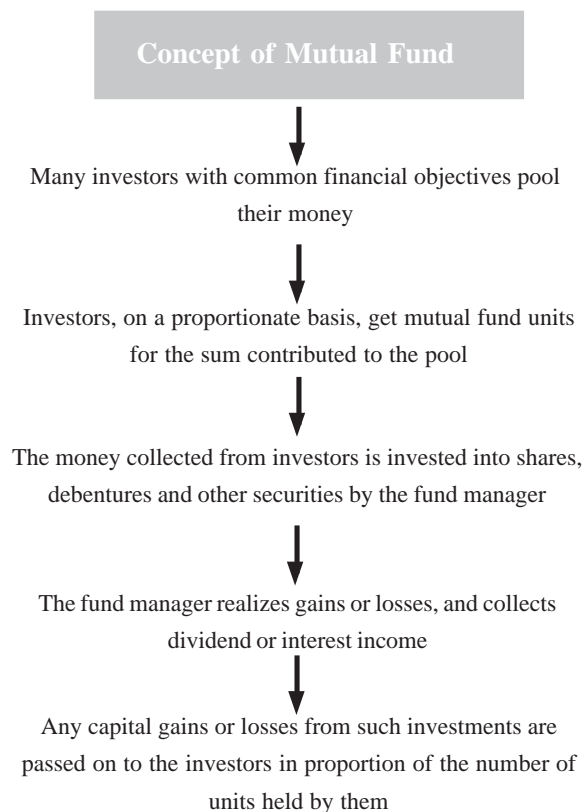 Concept of Mutual Fund
Many investors with common financial objectives pool
their money
Investors, on a proportionate basis, get mutual fund units
for the sum contributed to the pool
The money collected from investors is invested into shares,
debentures and other securities by the fund manager
The fund manager realizes gains or losses, and collects
dividend or interest income
Any capital gains or losses from such investments are
passed on to the investors in proportion of the number of
units held by them